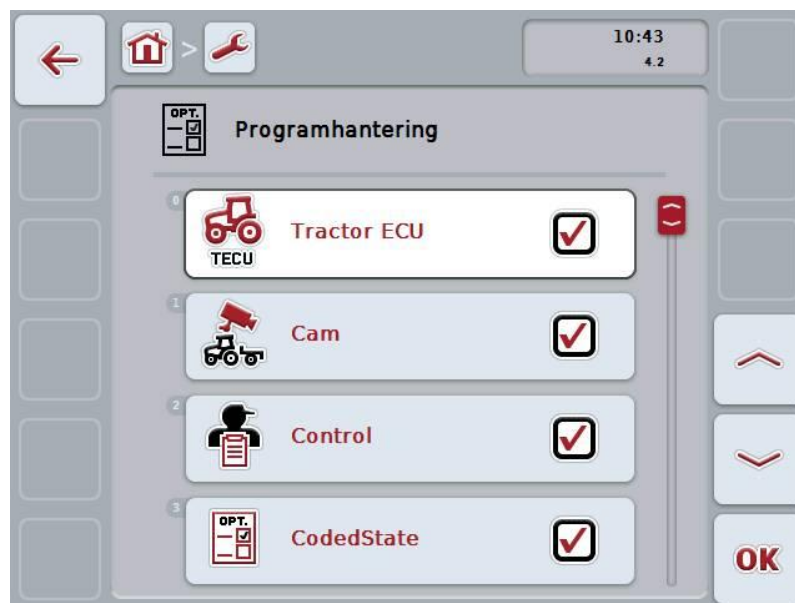 10:43
4.2
OPT.
Programhantering
0
Tractor ECU
TECU
1
Cam
2
Control
3
OPT.
CodedState
OK